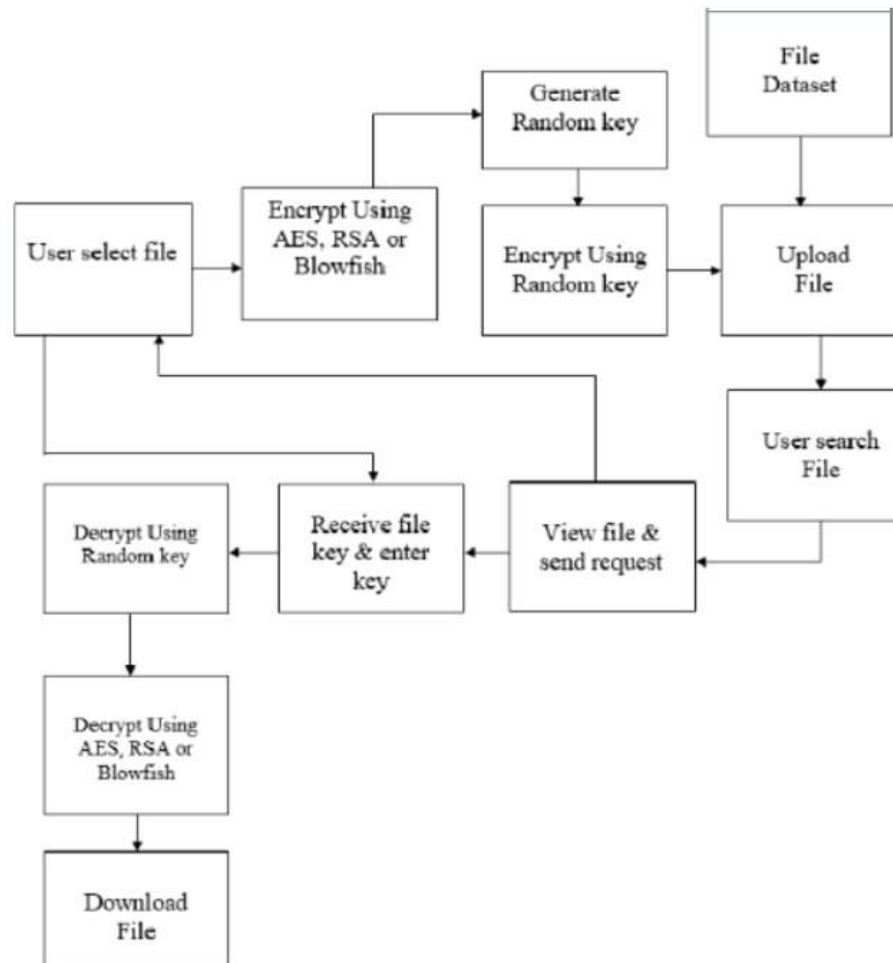 File
Dataset
Generate
Random key
User select file
Encrypt Using
AES, RSA or
Blowfish
Encrypt Using
Random key
Upload
File
User search
File
View file &
send request
Receive file
key & enter
key
Decrypt Using
Random key
Decrypt Using
AES, RSA or
Blowfish
Download
File